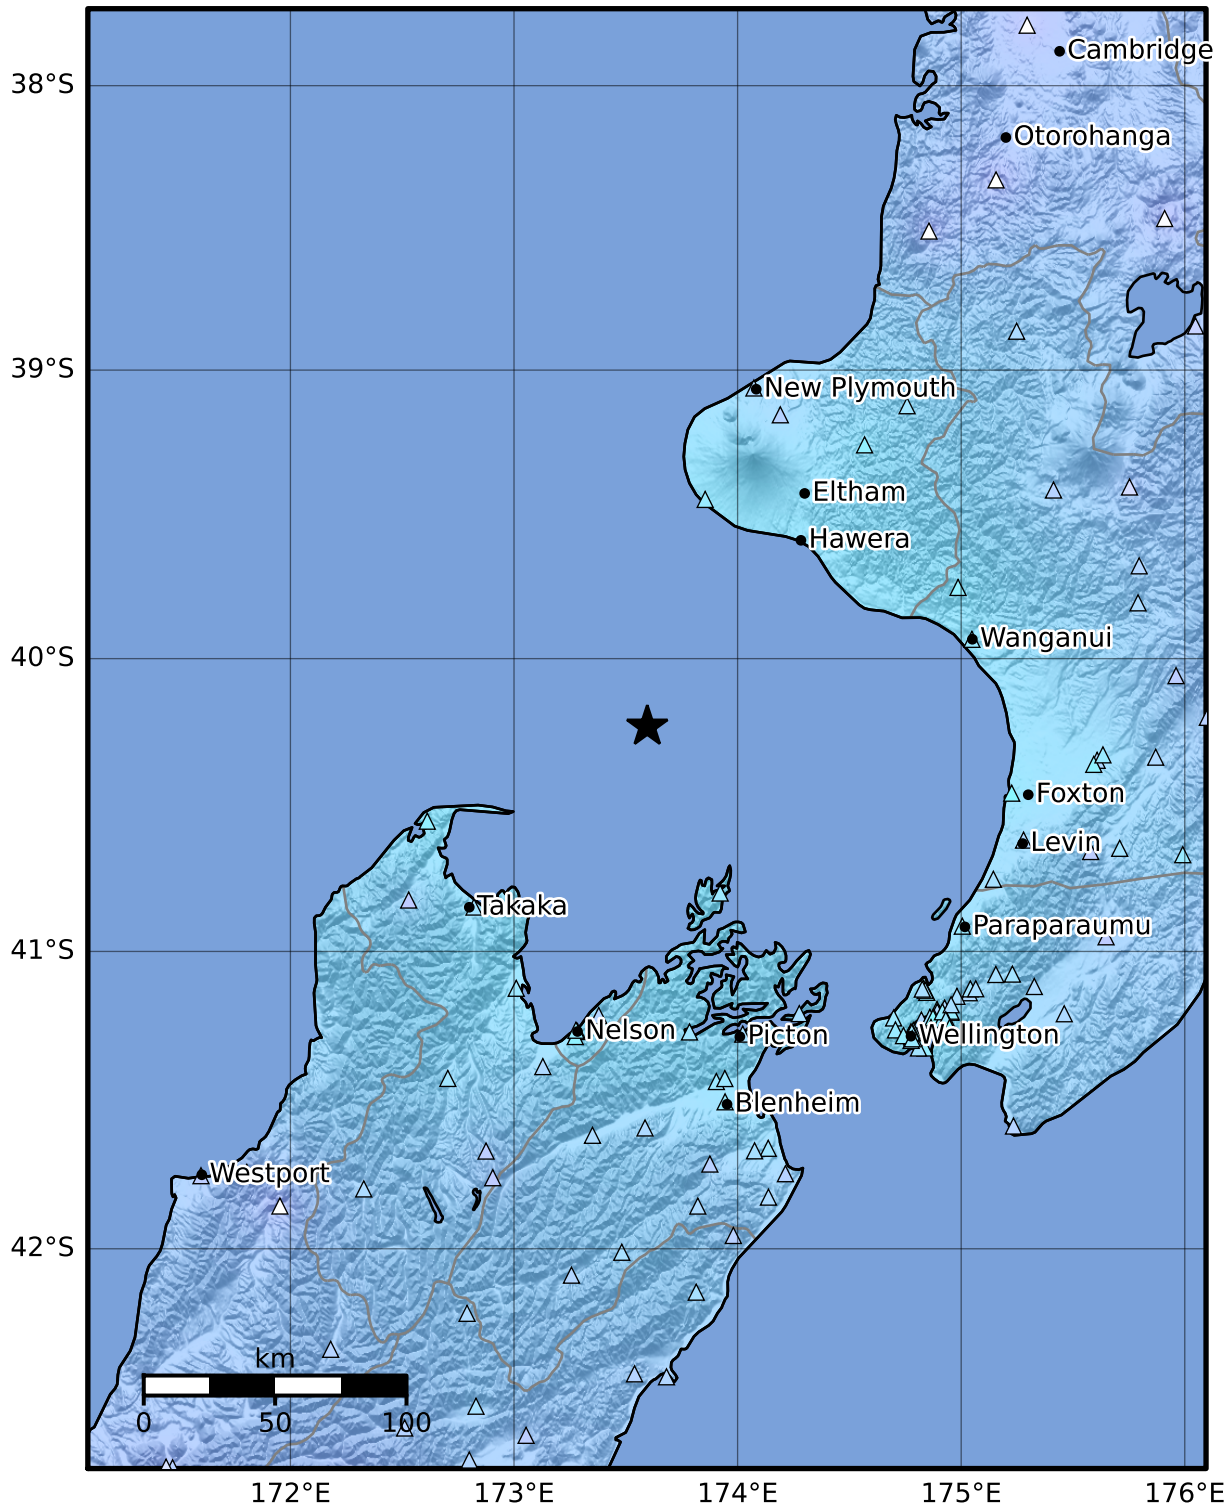 Cambridge
38°S
Otorohanga
39°S
New Plymouth
Eltham
Hawera
Wanganui
40°S
Foxton
Levin
Takaka
Paraparaumu
41°S
Nelson
Picton
Wellington
Blenheim
Westport
42°S
km
0 50 100
172°E 173°E 174°E 175°E 176°E